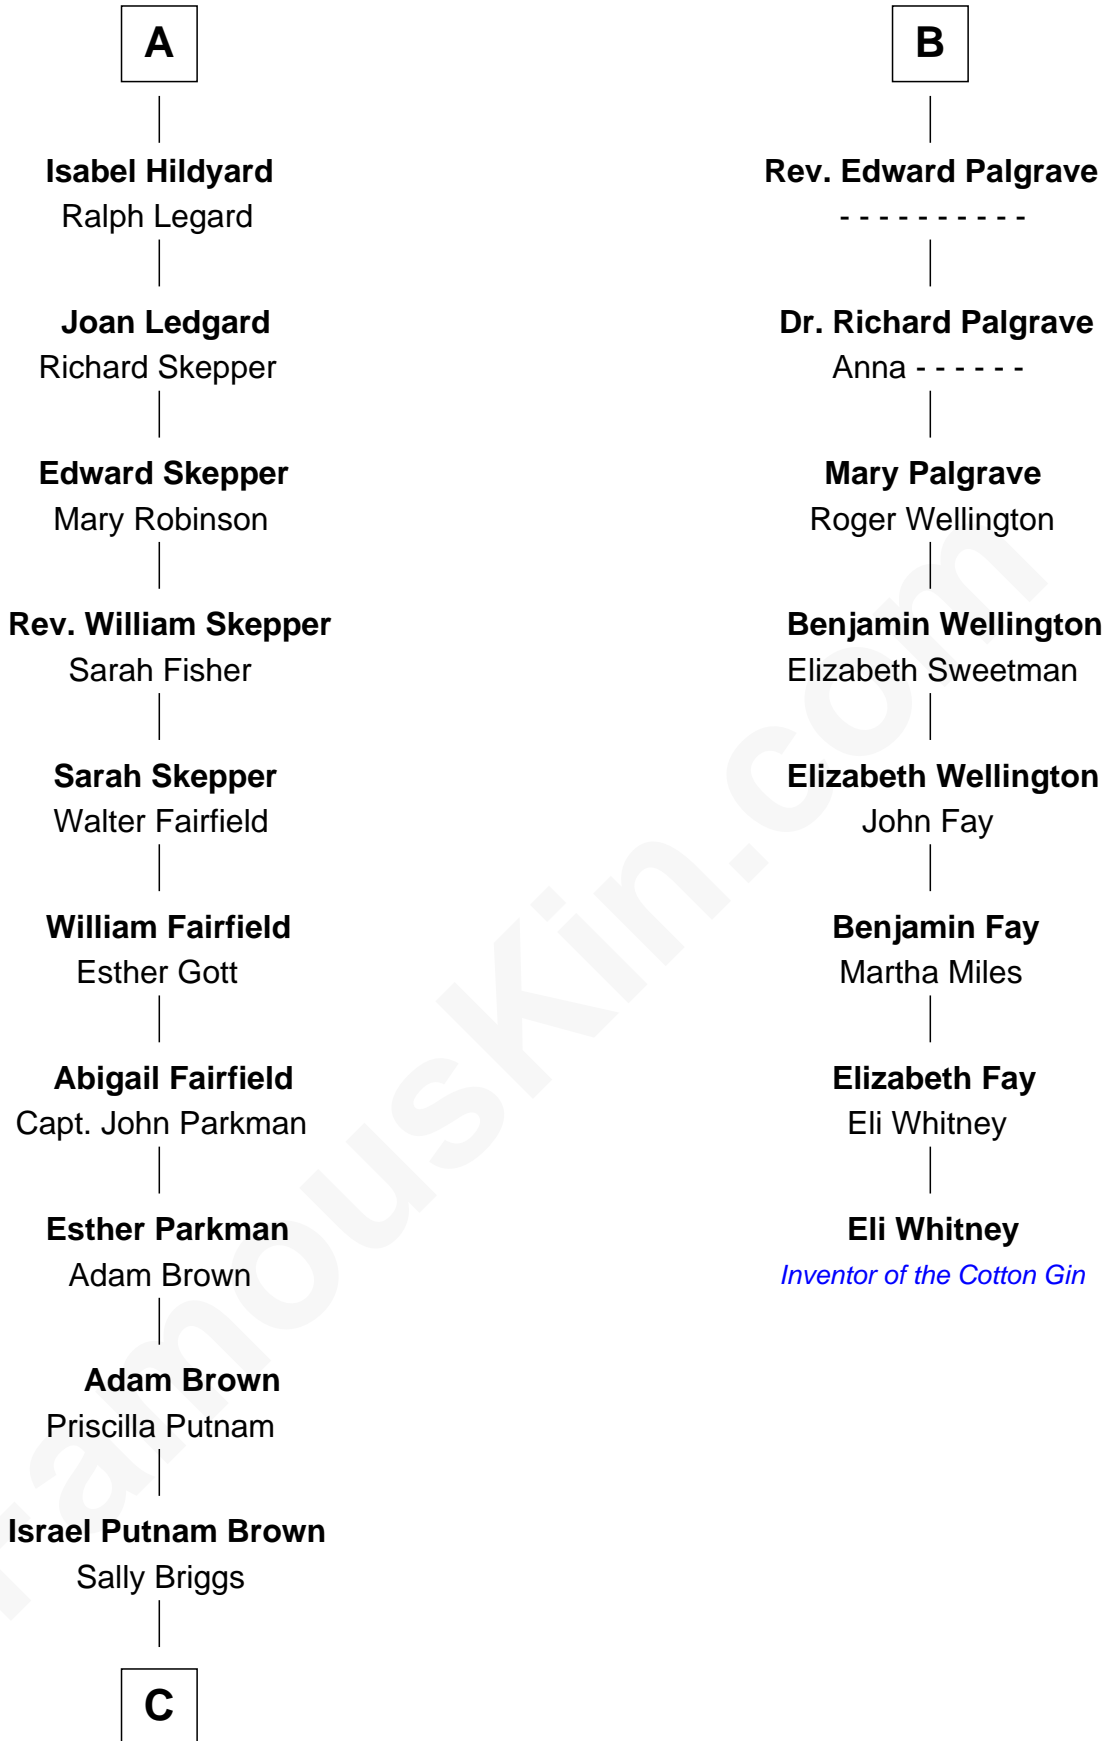 A
Isabel Hildyard
Ralph Legard
Joan Ledgard
Richard Skepper
Edward Skepper
Mary Robinson
Rev. William Skepper
Sarah Fisher
Sarah Skepper
Walter Fairfield
William Fairfield
Esther Gott
Abigail Fairfield
Capt. John Parkman
Esther Parkman
Adam Brown
Adam Brown
Priscilla Putnam
Israel Putnam Brown
Sally Briggs
C
B
Rev. Edward Palgrave
- - - - - - - - - -
Dr. Richard Palgrave
Anna - - - - - -
Mary Palgrave
Roger Wellington
Benjamin Wellington
Elizabeth Sweetman
Elizabeth Wellington
John Fay
Benjamin Fay
Martha Miles
Elizabeth Fay
Eli Whitney
Eli Whitney
Inventor of the Cotton Gin
FamousKin.com